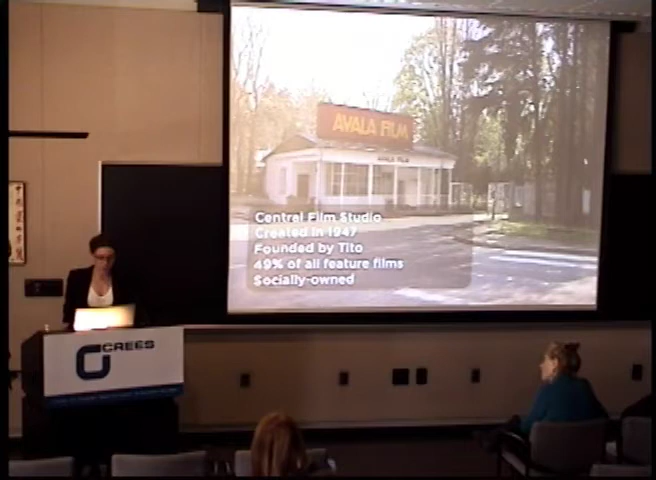 AVALA FILM
AVALA FILM
Central Film Studio
Created in 1947
Founded by Tito
49% of all feature films
Socially-owned
CREES